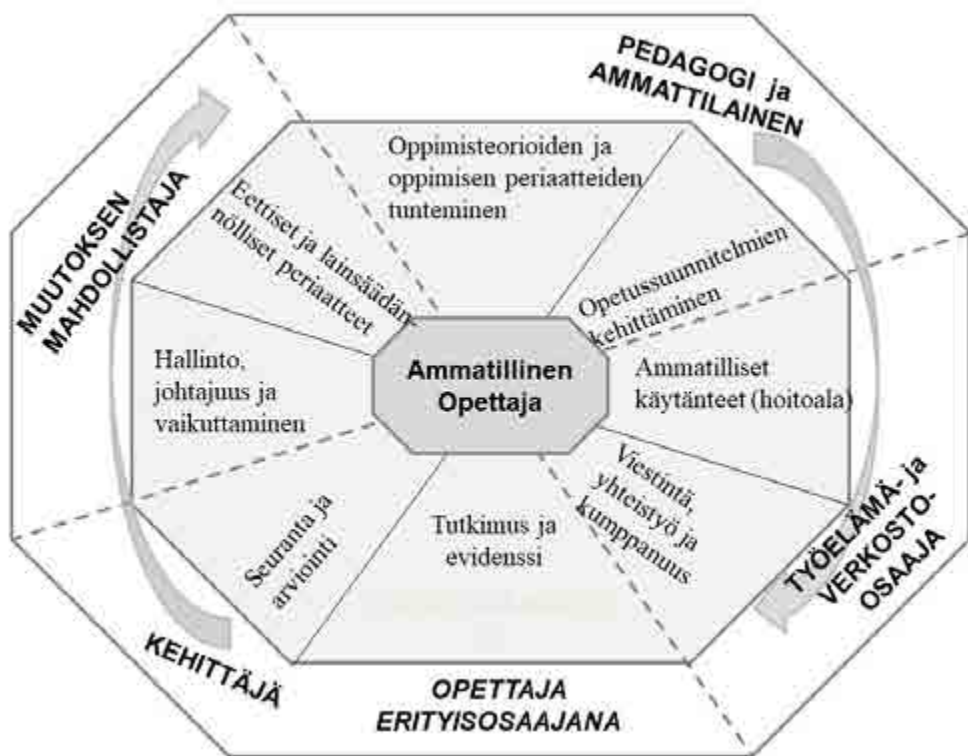 PEDAGOGI ja
AMMATTILAINEN
Oppimisteorioiden ja
oppimisen periaatteiden
tunteminen
Opetussuunnitelmien
kehittäminen
Ammatilliset
käytänteet (hoitoala)
TYÖELÄMÄ- ja
VERKOSTO-
OSAAJA
Viestintä,
yhteistyö ja
kumppanuus
Tutkimus ja
evidenssi
OPETTAJA
ERITYISOSAAJANA
Seuranta ja
arviointi
KEHITTÄJÄ
Hallinto,
johtajuus ja
vaikuttaminen
MUUTOKSEN
MAHDOLLISTAJA
Eettiset ja lainsäädän
nölliset periaatteet
Ammatillinen
Opettaja